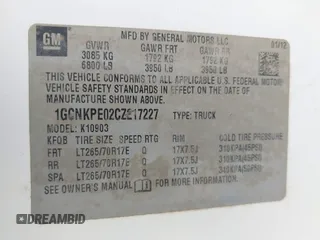 GM
MFD BY GENERAL MOTORS LLC
01/12
GVWR GAWR FRT GAWR RR
3085 KG 1792 KG 1792 KG
6800 LB 3950 LB 3950 LB
THIS VEHICLE CONFORMS TO ALL APPLICABLE U.S. FEDERAL MOTOR
VEHICLE SAFETY STANDARDS IN EFFECT ON THE DATE OF
MANUFACTURE SHOWN ABOVE.
TYPE: TRUCK
MODEL: K10903
TIRE SIZE SPEED RTG RIM COLD TIRE PRESSURE
FRT LT265/70R17E Q 17X7.5J
RR LT265/70R17E Q 17X7.5J
SPA LT265/70R17E Q 17X7.5J
SEE OWNER'S MANUAL FOR MORE INFORMATION.
© DREAMBID.COM